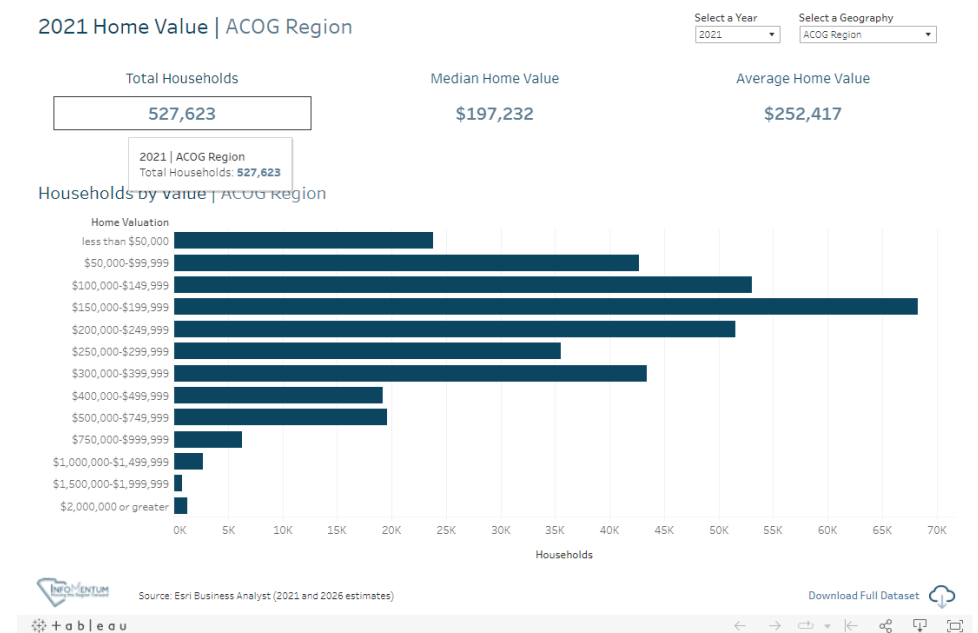 2021 Home Value | ACOG Region
Select a Year
Select a Geography
2021
ACOG Region
Total Households
Median Home Value
Average Home Value
527,623
$197,232
$252,417
2021 | ACOG Region
Total Households: 527,623
Households by Value | ACOG Region
Home Valuation
less than $50,000
$50,000-$99,999
$100,000-$149,999
$150,000-$199,999
$200,000-$249,999
$250,000-$299,999
$300,000-$399,999
$400,000-$499,999
$500,000-$749,999
$750,000-$999,999
$1,000,000-$1,499,999
$1,500,000-$1,999,999
$2,000,000 or greater
0K 5K 10K 15K 20K 25K 30K 35K 40K 45K 50K 55K 60K 65K 70K
Households
INFOMENTUM
Moving the Region Forward
Source: Esri Business Analyst (2021 and 2026 estimates)
Download Full Dataset
+ableau